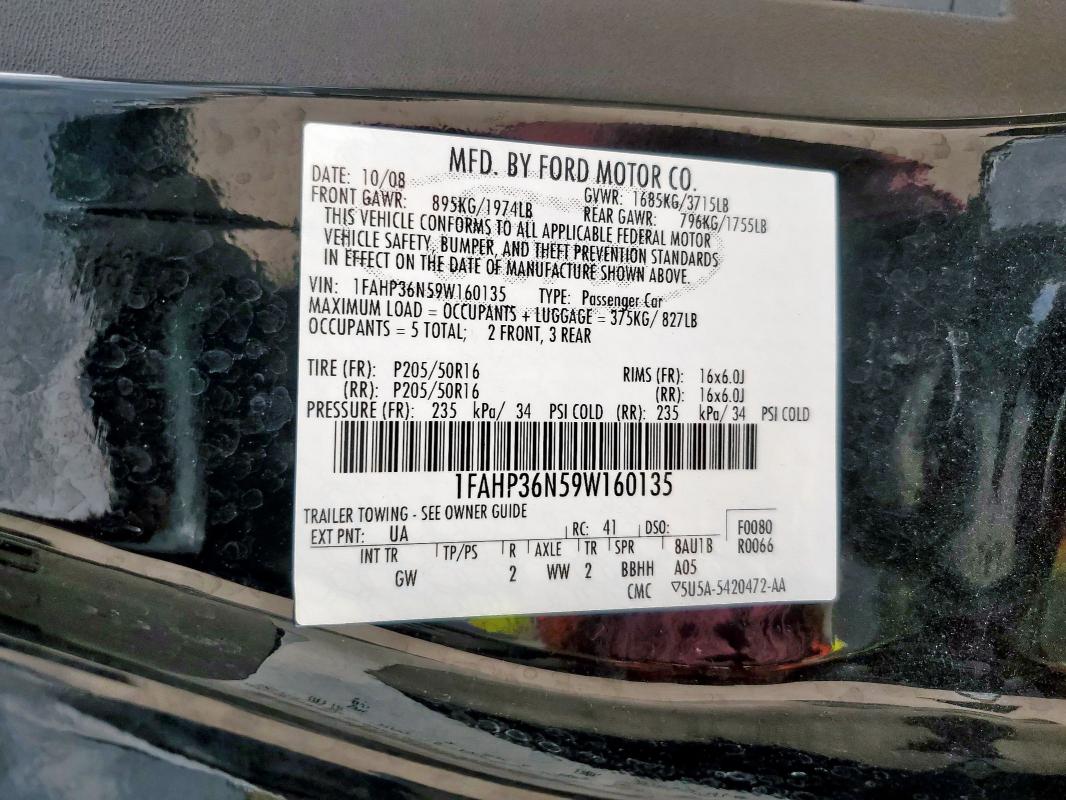 MFD. BY FORD MOTOR CO.
DATE: 10/08 GVWR: 1685KG/3715LB
FRONT GAWR: 895KG/1974LB REAR GAWR: 796KG/1755LB
THIS VEHICLE CONFORMS TO ALL APPLICABLE FEDERAL MOTOR
VEHICLE SAFETY, BUMPER, AND THEFT PREVENTION STANDARDS
IN EFFECT ON THE DATE OF MANUFACTURE SHOWN ABOVE.
VIN: 1FAHP36N59W160135 TYPE: Passenger Car
MAXIMUM LOAD = OCCUPANTS + LUGGAGE = 375KG/ 827LB
OCCUPANTS = 5 TOTAL; 2 FRONT, 3 REAR
TIRE (FR): P205/50R16 RIMS (FR): 16x6.0J
(RR): P205/50R16 (RR): 16x6.0J
PRESSURE (FR): 235 kPa/ 34 PSI COLD (RR): 235 kPa/ 34 PSI COLD
1FAHP36N59W160135
TRAILER TOWING - SEE OWNER GUIDE
EXT PNT: UA RC: 41 DSO: F0080
INT TR TP/PS R AXLE TR SPR 8AU1B R0066
GW 2 WW 2 BBHH A05
CMC ▽5U5A-5420472-AA